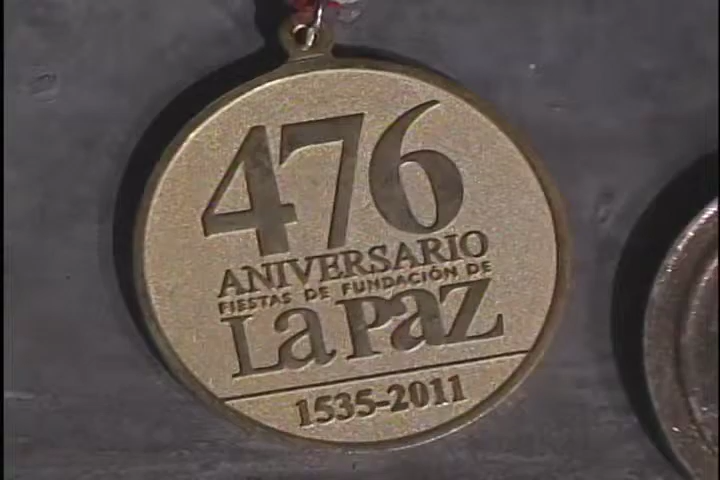 476
ANIVERSARIO
FIESTAS DE FUNDACIÓN DE
La Paz
1535-2011